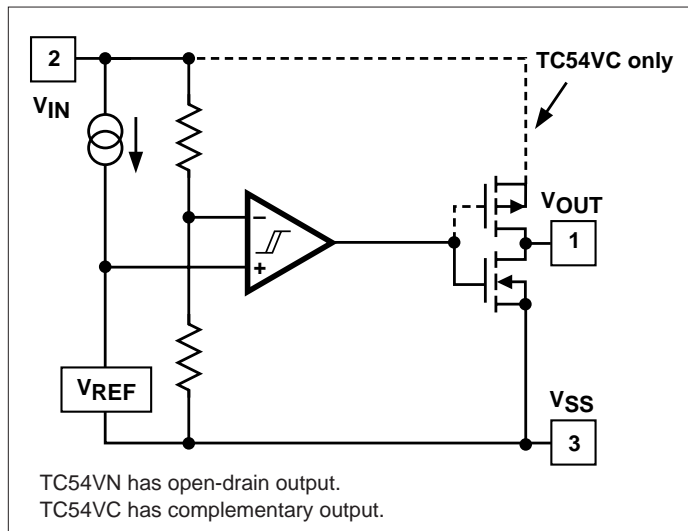 2
TC54VC only
VIN
VOUT
−
1
+
VREF
VSS
3
TC54VN has open-drain output.
TC54VC has complementary output.